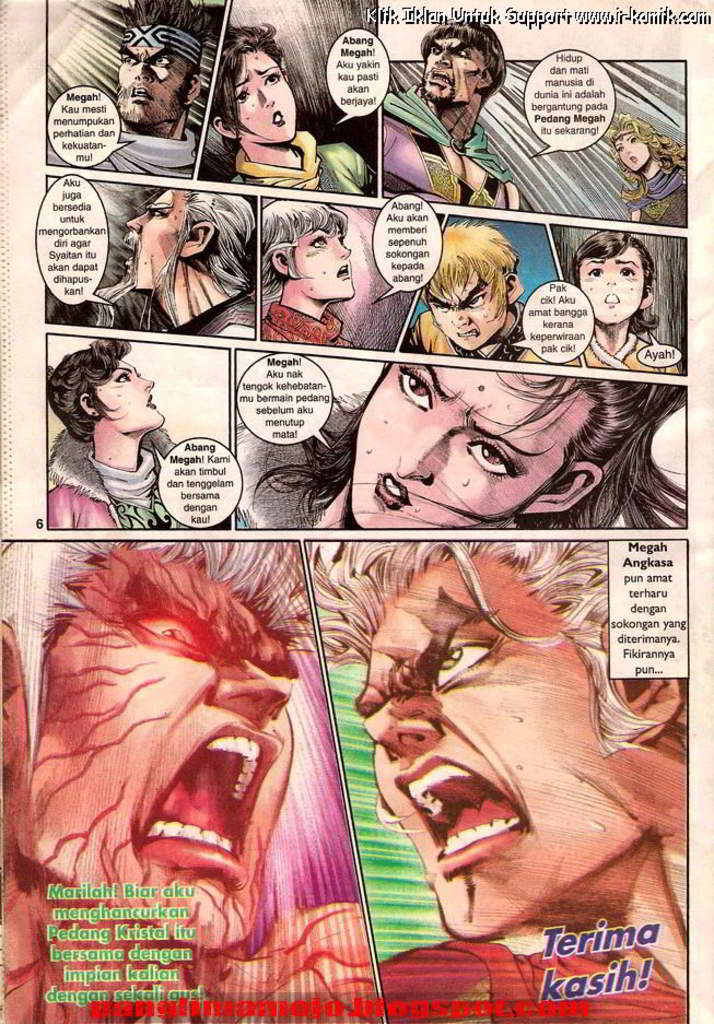 Klik Iklan Untuk Support www.i-komik.com
Megah!
Kau mesti
menumpukan
perhatian dan
kekuatan-
mu!
Abang
Megah!
Aku yakin
kau pasti
akan
berjaya!
Hidup
dan mati
manusia di
dunia ini adalah
bergantung pada
Pedang Megah
itu sekarang!
Aku
juga
bersedia
untuk
mengorbankan
diri agar
Syaitan itu
akan dapat
dihapus-
kan!
Abang!
Aku akan
memberi
sepenuh
sokongan
kepada
abang!
Pak
cik! Aku
amat bangga
kerana
keperwiraan
pak cik!
Ayah!
Abang
Megah! Kami
akan timbul
dan tenggelam
bersama
dengan
kau!
Megah!
Aku nak
tengok kehebatan-
mu bermain pedang
sebelum aku
menutup
mata!
6
Megah
Angkasa
pun amat
terharu
dengan
sokongan yang
diterimanya.
Fikirannya
pun...
Marilah! Biar aku
menghancurkan
Pedang Kristal itu
bersama dengan
impian kalian
dengan sekali gus!
Terima
kasih!
panglimamojo.blogspot.com